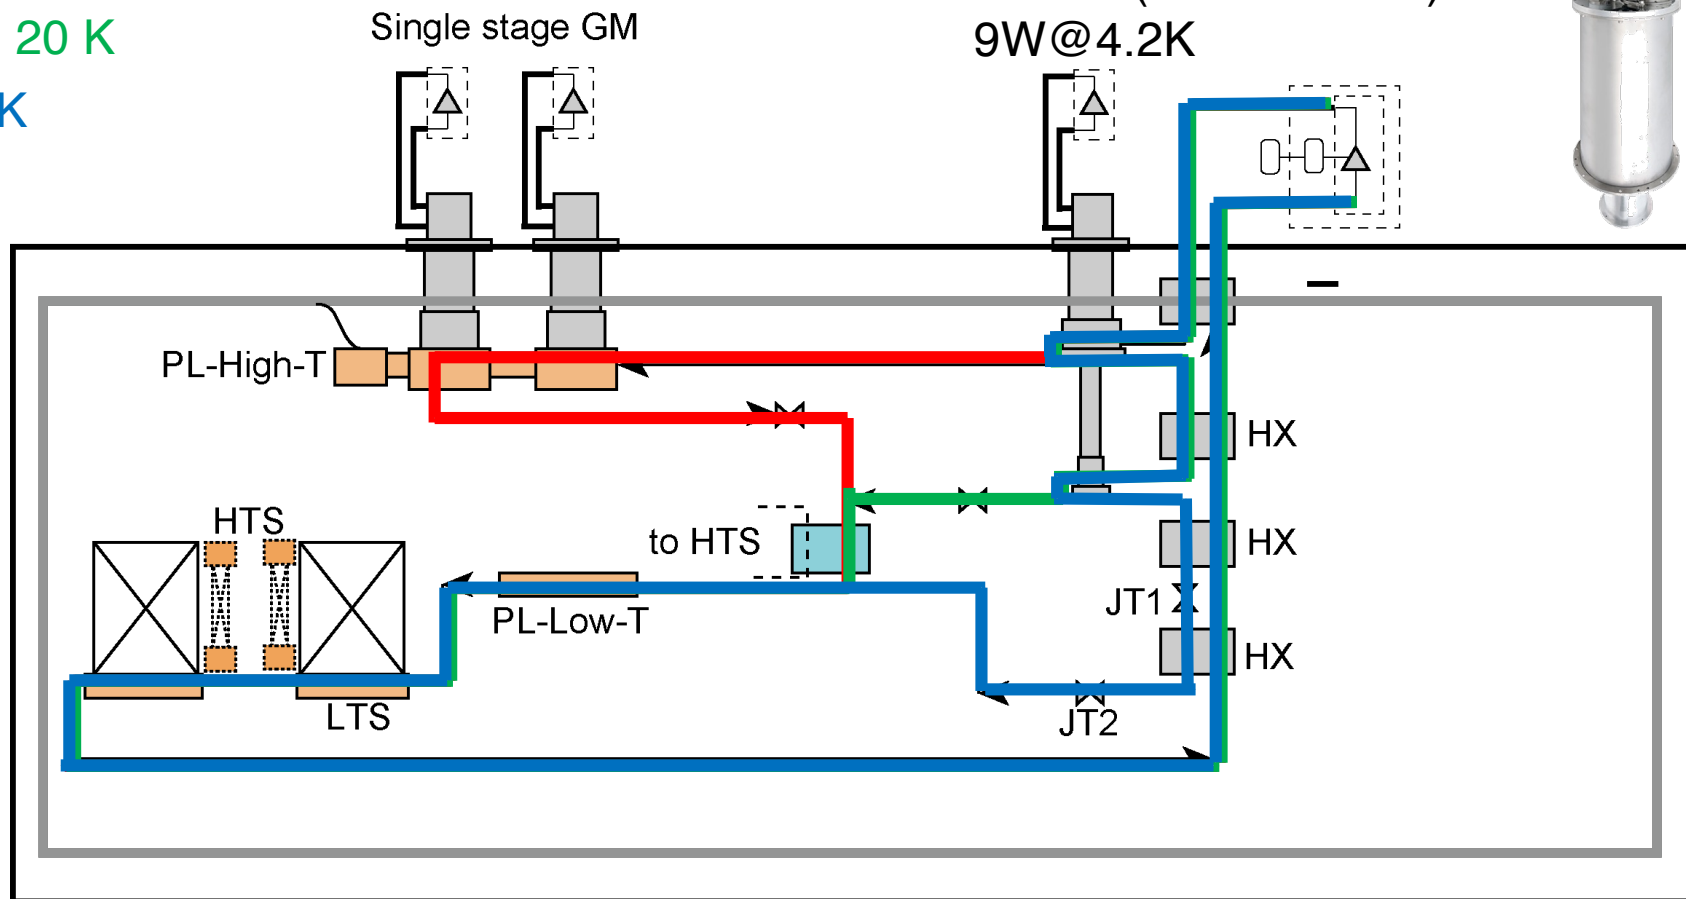 20 K
K
Single stage GM
9W@4.2K
PL-High-T
HX
HTS
to HTS
HX
JT1
PL-Low-T
HX
LTS
JT2